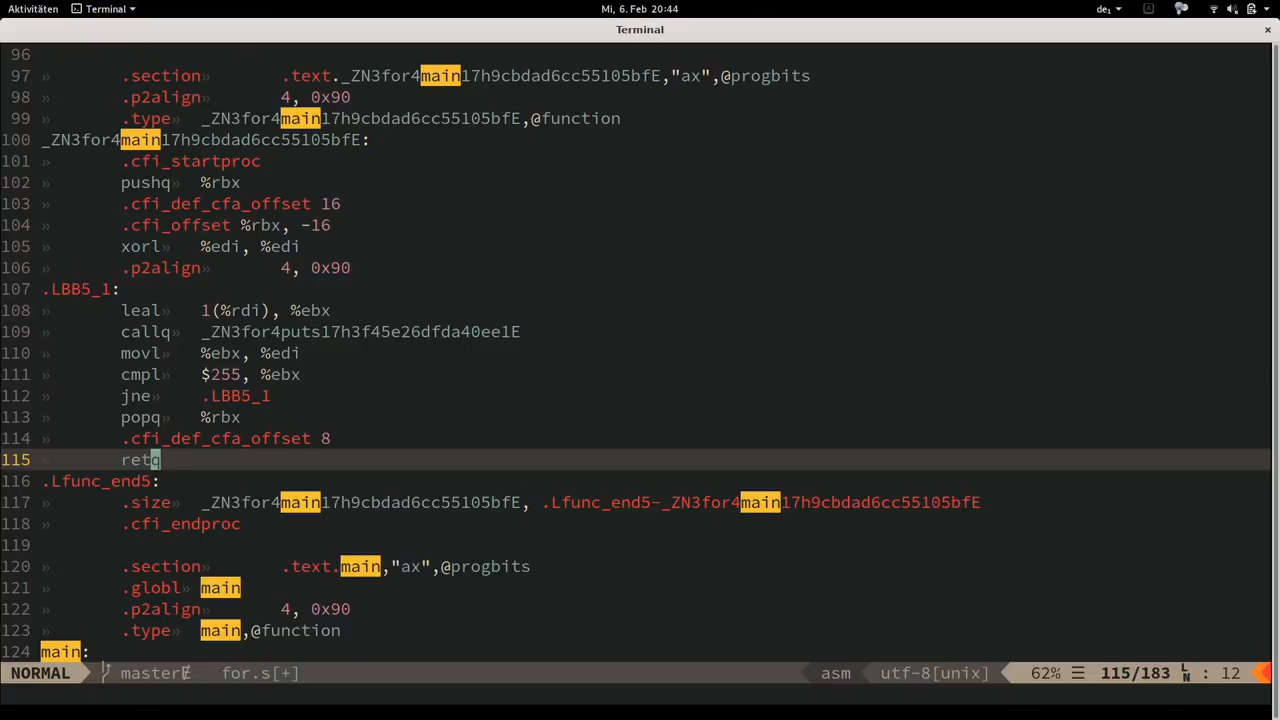 Aktivitäten Terminal Mi, 6. Feb 20:44 de₁
Terminal ×
96
97 » .section» .text._ZN3for4main17h9cbdad6cc55105bfE,"ax",@progbits
98 » .p2align» 4, 0x90
99 » .type» _ZN3for4main17h9cbdad6cc55105bfE,@function
100 _ZN3for4main17h9cbdad6cc55105bfE:
101 » .cfi_startproc
102 » pushq» %rbx
103 » .cfi_def_cfa_offset 16
104 » .cfi_offset %rbx, -16
105 » xorl» %edi, %edi
106 » .p2align» 4, 0x90
107 .LBB5_1:
108 » leal» 1(%rdi), %ebx
109 » callq» _ZN3for4puts17h3f45e26dfda40ee1E
110 » movl» %ebx, %edi
111 » cmpl» $255, %ebx
112 » jne» .LBB5_1
113 » popq» %rbx
114 » .cfi_def_cfa_offset 8
115 » retq
116 .Lfunc_end5:
117 » .size» _ZN3for4main17h9cbdad6cc55105bfE, .Lfunc_end5-_ZN3for4main17h9cbdad6cc55105bfE
118 » .cfi_endproc
119
120 » .section» .text.main,"ax",@progbits
121 » .globl» main
122 » .p2align» 4, 0x90
123 » .type» main,@function
124 main:
NORMAL master for.s[+] asm utf-8[unix] 62% ☰ 115/183 LN : 12